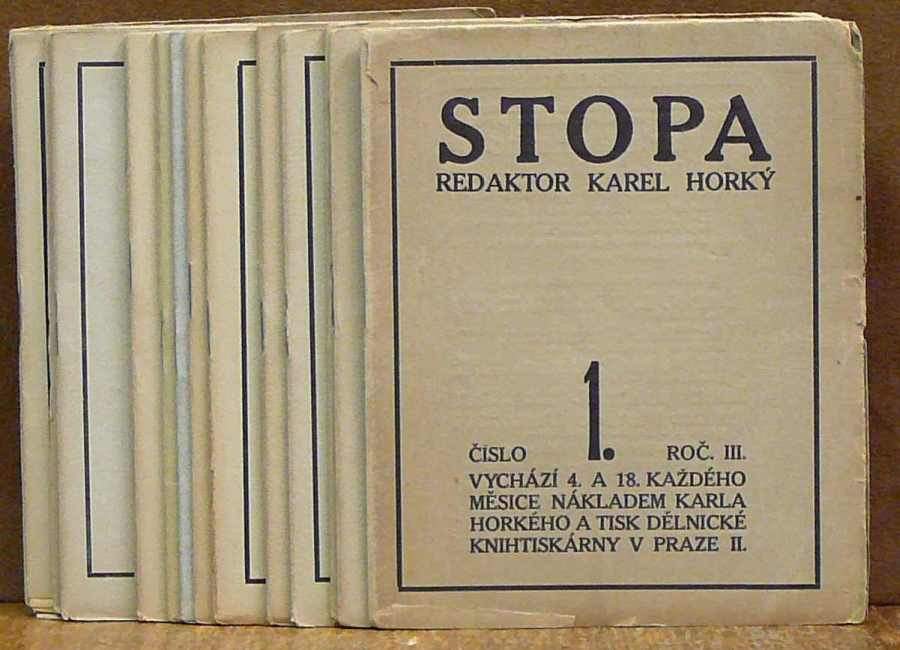 STOPA
REDAKTOR KAREL HORKÝ
ČÍSLO 1. ROČ. III.
VYCHÁZÍ 4. A 18. KAŽDÉHO
MĚSICE NÁKLADEM KARLA
HORKÉHO A TISK DĚLNICKÉ
KNIHTISKÁRNY V PRAZE II.